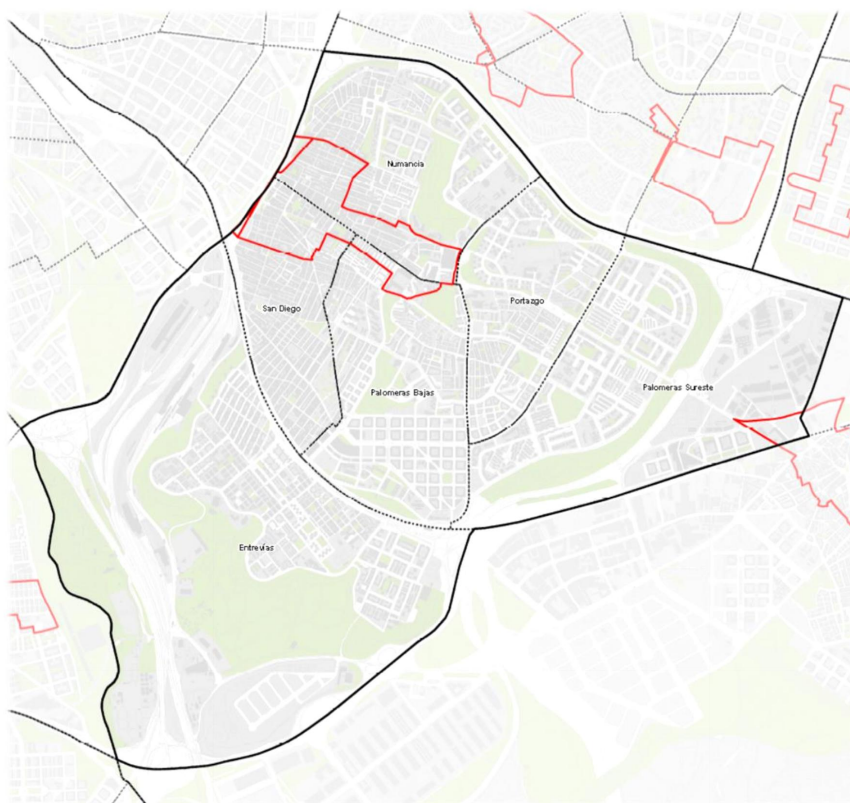 Numancia
San Diego
Portazgo
Palomeras Bajas
Palomeras Sureste
Entrevías